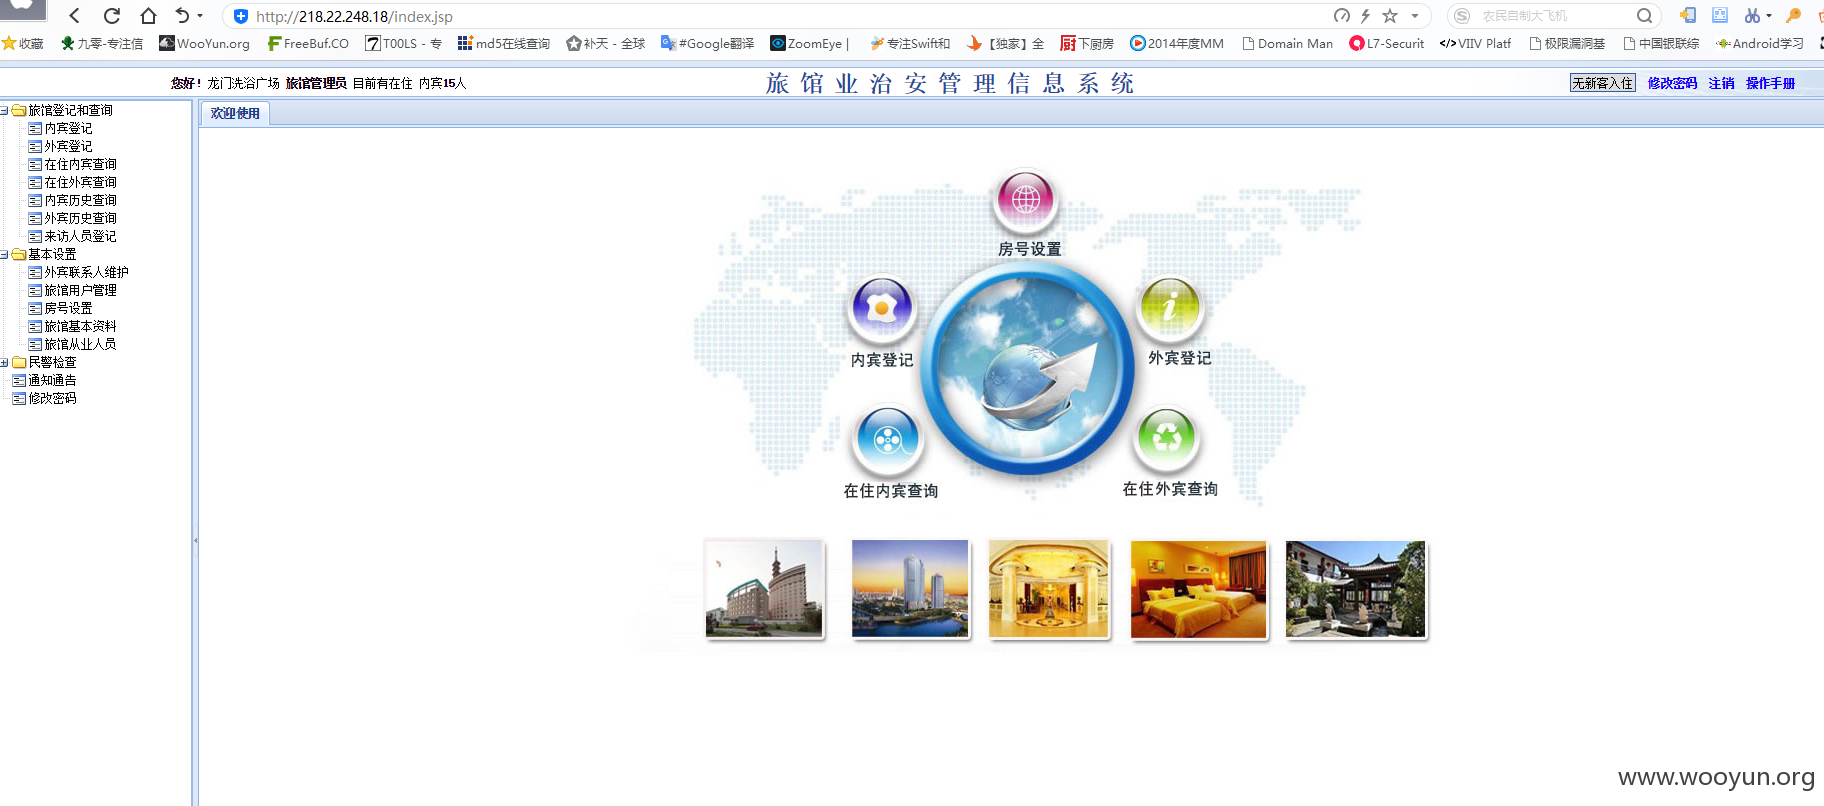 http://218.22.248.18/index.jsp 农民自制大飞机
收藏 九零-专注信 WooYun.org FreeBuf.CO T00LS - 专 md5在线查询 补天 - 全球 #Google翻译 ZoomEye | 专注Swift和 【独家】全 下厨房 2014年度MM Domain Man L7-Securit VIIV Platf 极限漏洞基 中国银联综 Android学习
您好！龙门洗浴广场 旅馆管理员 目前有在住 内宾15人 旅馆业治安管理信息系统 无新客入住 修改密码 注销 操作手册
旅馆登记和查询
内宾登记
外宾登记
在住内宾查询
在住外宾查询
内宾历史查询
外宾历史查询
来访人员登记
基本设置
外宾联系人维护
旅馆用户管理
房号设置
旅馆基本资料
旅馆从业人员
民警检查
通知通告
修改密码
欢迎使用
房号设置
内宾登记
外宾登记
在住内宾查询
在住外宾查询
www.wooyun.org